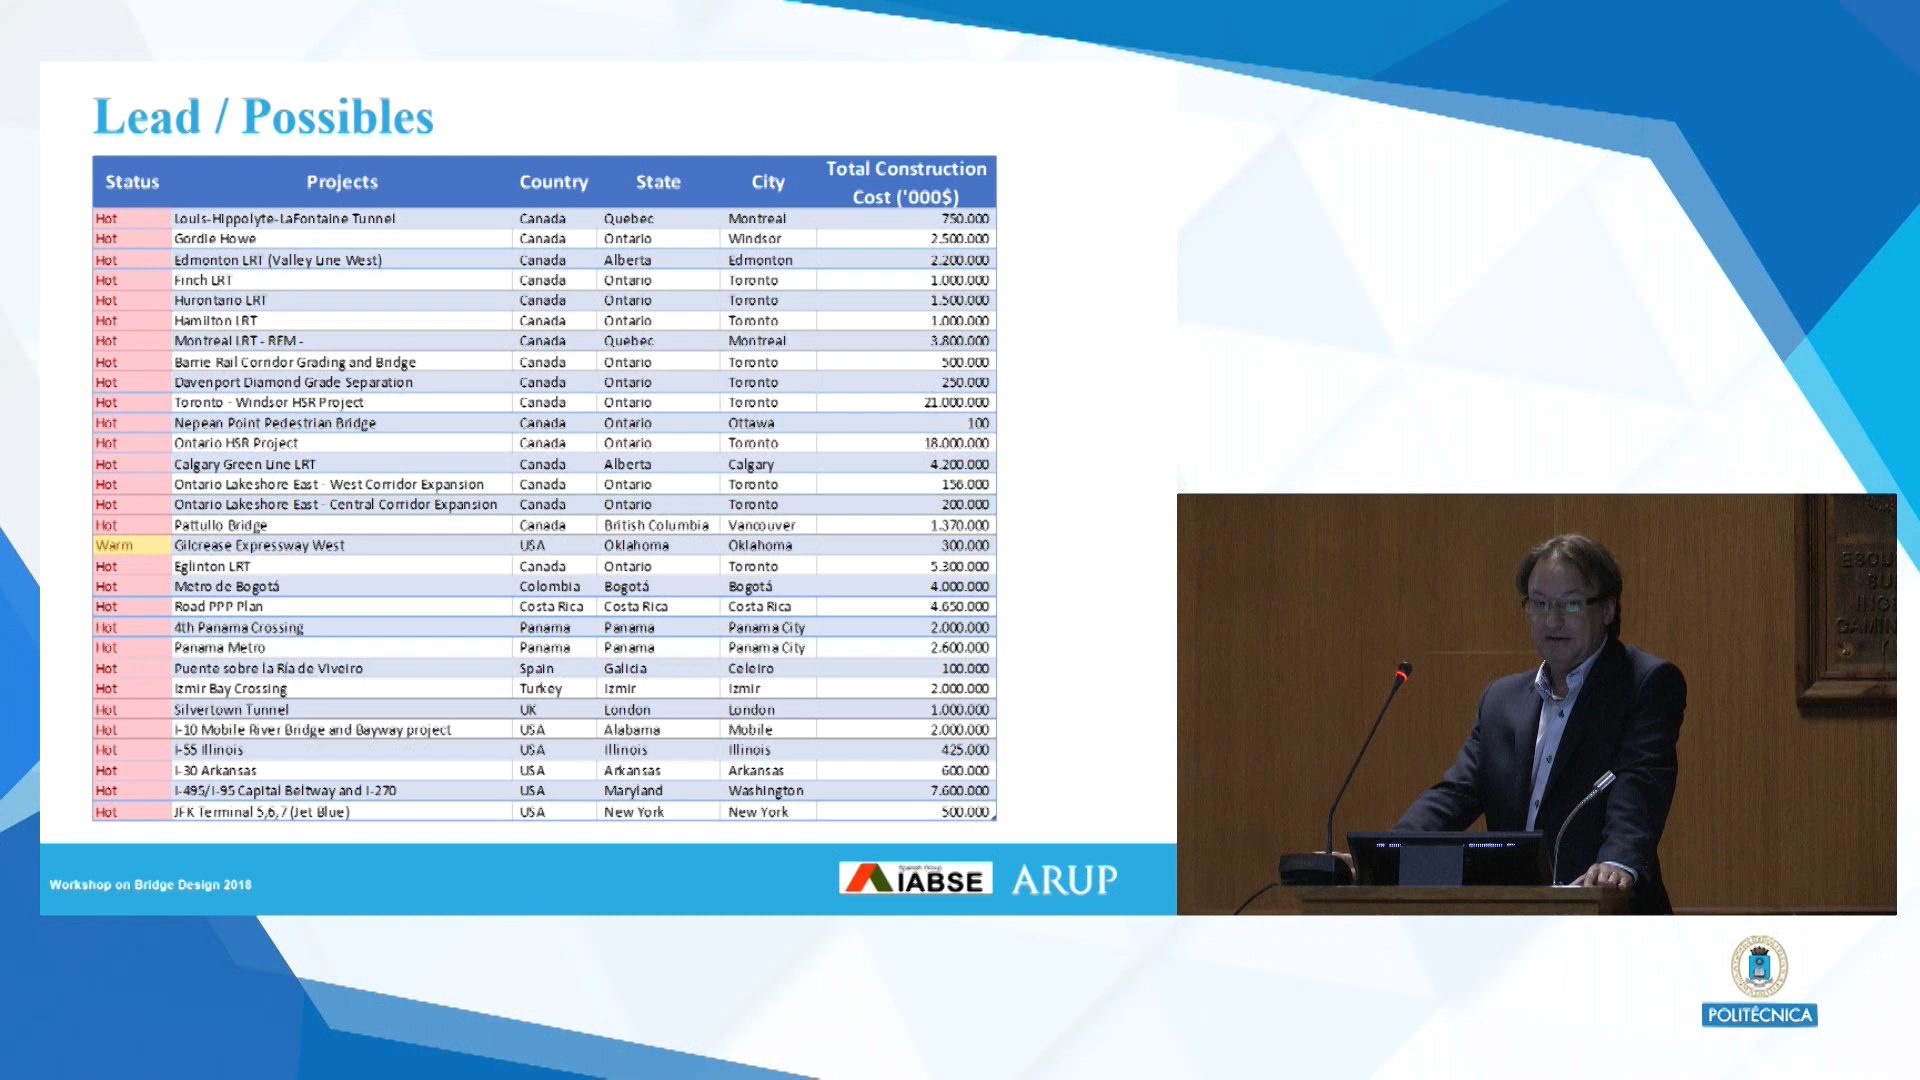 Lead / Possibles
Status Projects Country State City Total Construction Cost ('000$)
Hot Louis-Hippolyte-LaFontaine Tunnel Canada Quebec Montreal 750.000
Hot Gordie Howe Canada Ontario Windsor 2.500.000
Hot Edmonton LRT (Valley Line West) Canada Alberta Edmonton 2.200.000
Hot Finch LRT Canada Ontario Toronto 1.000.000
Hot Hurontario LRT Canada Ontario Toronto 1.500.000
Hot Hamilton LRT Canada Ontario Toronto 1.000.000
Hot Montreal LRT - REM - Canada Quebec Montreal 3.800.000
Hot Barrie Rail Corridor Grading and Bridge Canada Ontario Toronto 500.000
Hot Davenport Diamond Grade Separation Canada Ontario Toronto 250.000
Hot Toronto - Windsor HSR Project Canada Ontario Toronto 21.000.000
Hot Nepean Point Pedestrian Bridge Canada Ontario Ottawa 100
Hot Ontario HSR Project Canada Ontario Toronto 18.000.000
Hot Calgary Green Line LRT Canada Alberta Calgary 4.200.000
Hot Ontario Lakeshore East - West Corridor Expansion Canada Ontario Toronto 156.000
Hot Ontario Lakeshore East - Central Corridor Expansion Canada Ontario Toronto 200.000
Hot Pattullo Bridge Canada British Columbia Vancouver 1.370.000
Warm Gilcrease Expressway West USA Oklahoma Oklahoma 300.000
Hot Eglinton LRT Canada Ontario Toronto 5.300.000
Hot Metro de Bogotá Colombia Bogotá Bogotá 4.000.000
Hot Road PPP Plan Costa Rica Costa Rica Costa Rica 4.650.000
Hot 4th Panama Crossing Panama Panama Panama City 2.000.000
Hot Panama Metro Panama Panama Panama City 2.600.000
Hot Puente sobre la Ría de Viveiro Spain Galicia Celeiro 100.000
Hot Izmir Bay Crossing Turkey Izmir Izmir 2.000.000
Hot Silvertown Tunnel UK London London 1.000.000
Hot I-10 Mobile River Bridge and Bayway project USA Alabama Mobile 2.000.000
Hot I-55 Illinois USA Illinois Illinois 425.000
Hot I-30 Arkansas USA Arkansas Arkansas 600.000
Hot I-495/I-95 Capital Beltway and I-270 USA Maryland Washington 7.600.000
Hot JFK Terminal 5,6,7 (Jet Blue) USA New York New York 500.000
Workshop on Bridge Design 2018
Spanish Group
IABSE
ARUP
POLITÉCNICA